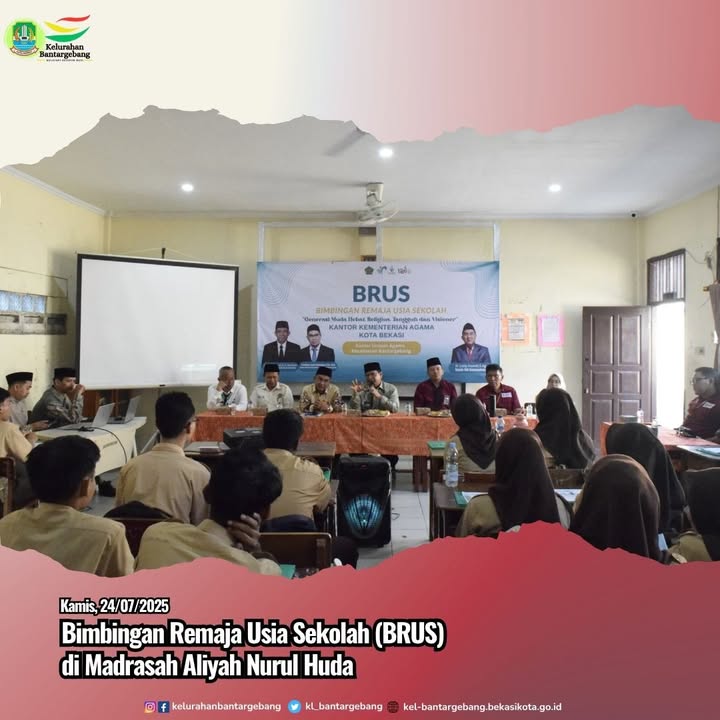 Kelurahan
Bantargebang
BRUS
BIMBINGAN REMAJA USIA SEKOLAH
"Generasi Muda Hebat, Religius, Tangguh dan Visioner"
KANTOR KEMENTERIAN AGAMA
KOTA BEKASI
Kantor Urusan Agama
Kecamatan Bantargebang
Kamis, 24/07/2025
Bimbingan Remaja Usia Sekolah (BRUS)
di Madrasah Aliyah Nurul Huda
kelurahanbantargebang
kl_bantargebang
kel-bantargebang.bekasikota.go.id